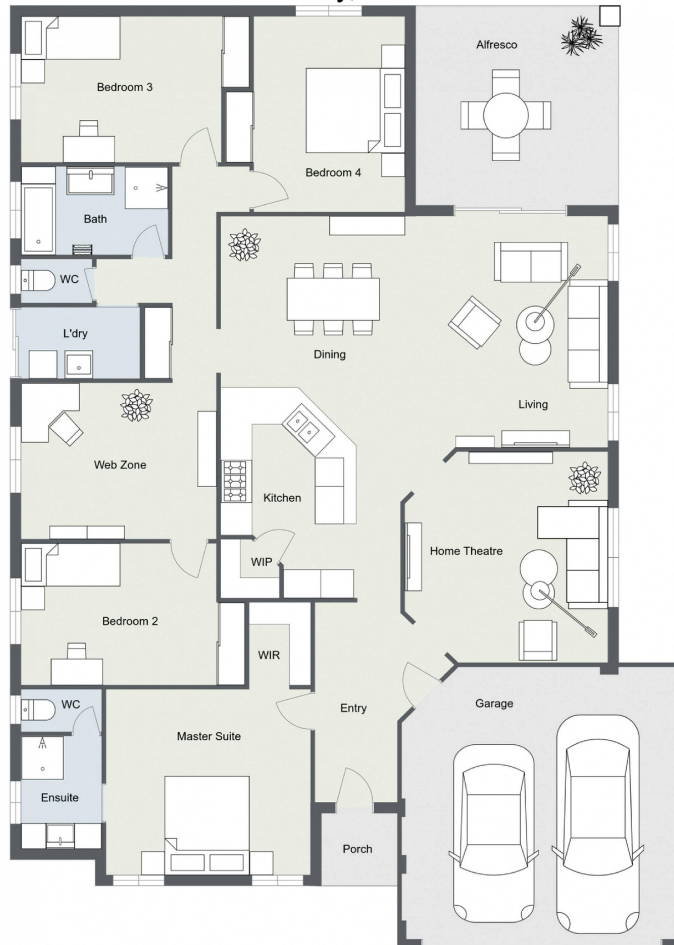 Alfresco
Bedroom 3
Bedroom 4
Bath
WC
L'dry
Dining
Living
Web Zone
Kitchen
Home Theatre
WIP
Bedroom 2
WIR
WC
Entry
Garage
Master Suite
Ensuite
Porch